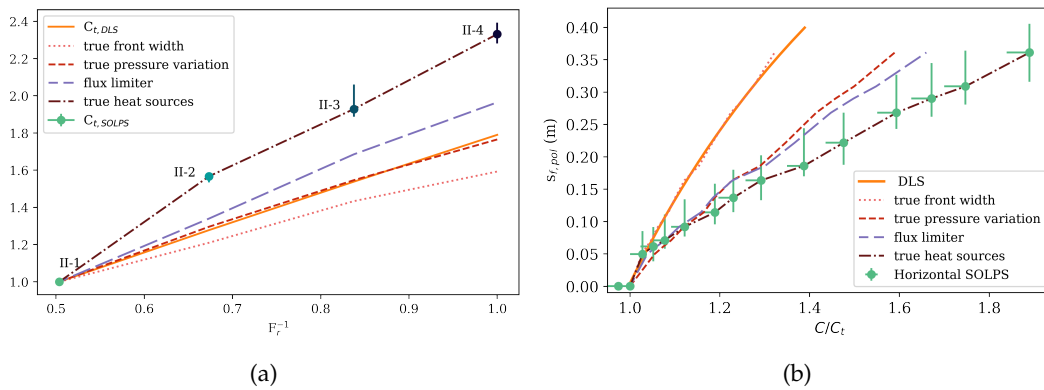 2.4
2.2
2.0
1.8
1.6
1.4
1.2
1.0
C_{t,DLS}
true front width
true pressure variation
flux limiter
true heat sources
C_{t,SOLPS}
II-4
II-3
II-2
II-1
0.5 0.6 0.7 0.8 0.9 1.0
F_r^{-1}
(a)
s_{f,pol} (m)
0.40
0.35
0.30
0.25
0.20
0.15
0.10
0.05
0.00
DLS
true front width
true pressure variation
flux limiter
true heat sources
Horizontal SOLPS
1.0 1.2 1.4 1.6 1.8
C/C_t
(b)